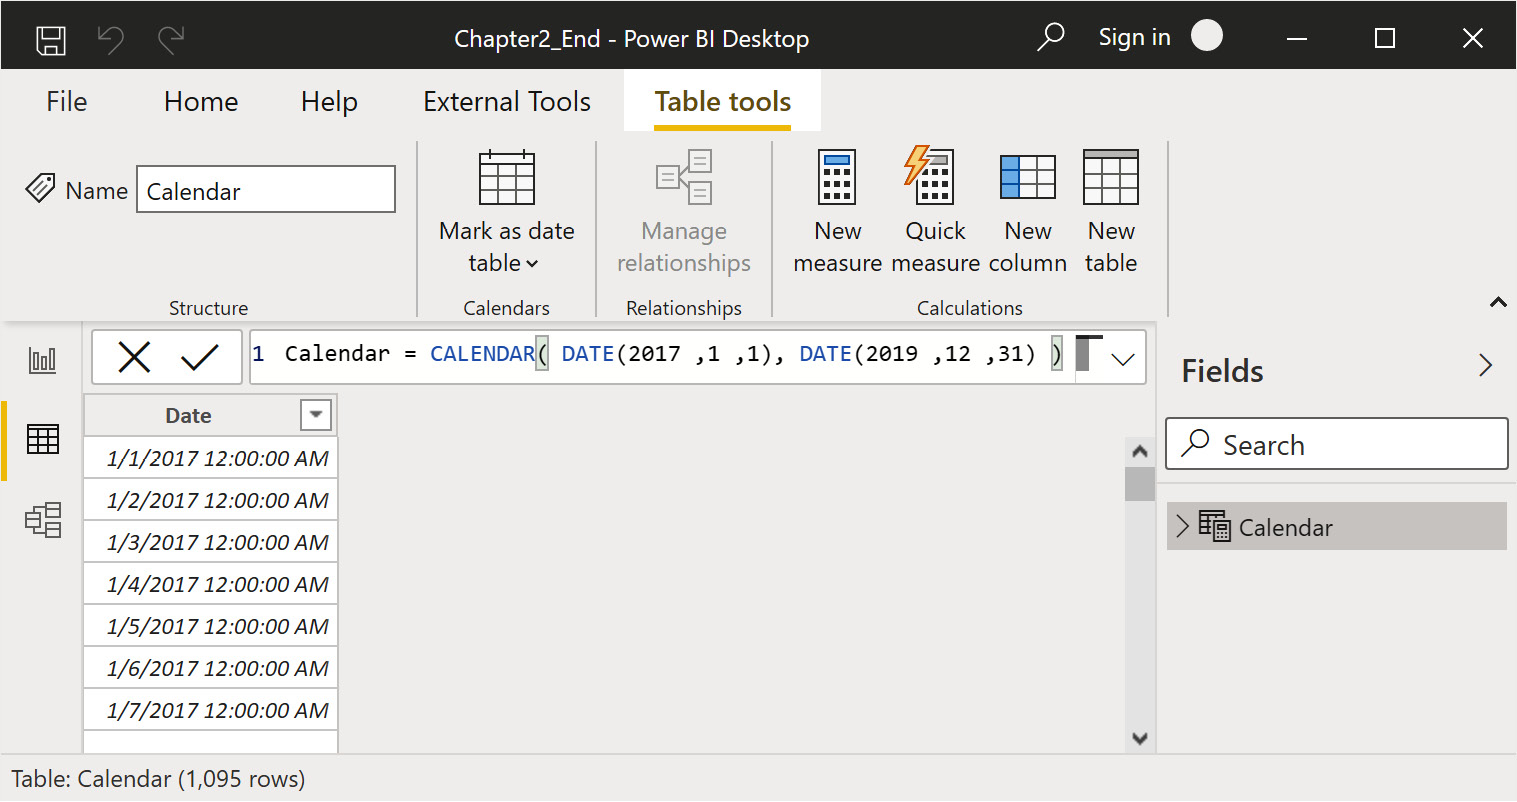 Chapter2_End - Power BI Desktop
Sign in
File Home Help External Tools Table tools
Name Calendar
Mark as date table
Manage relationships
New measure
Quick measure
New column
New table
Structure Calendars Relationships Calculations
1 Calendar = CALENDAR( DATE(2017 ,1 ,1), DATE(2019 ,12 ,31) )
Date
1/1/2017 12:00:00 AM
1/2/2017 12:00:00 AM
1/3/2017 12:00:00 AM
1/4/2017 12:00:00 AM
1/5/2017 12:00:00 AM
1/6/2017 12:00:00 AM
1/7/2017 12:00:00 AM
Fields
Search
Calendar
Table: Calendar (1,095 rows)